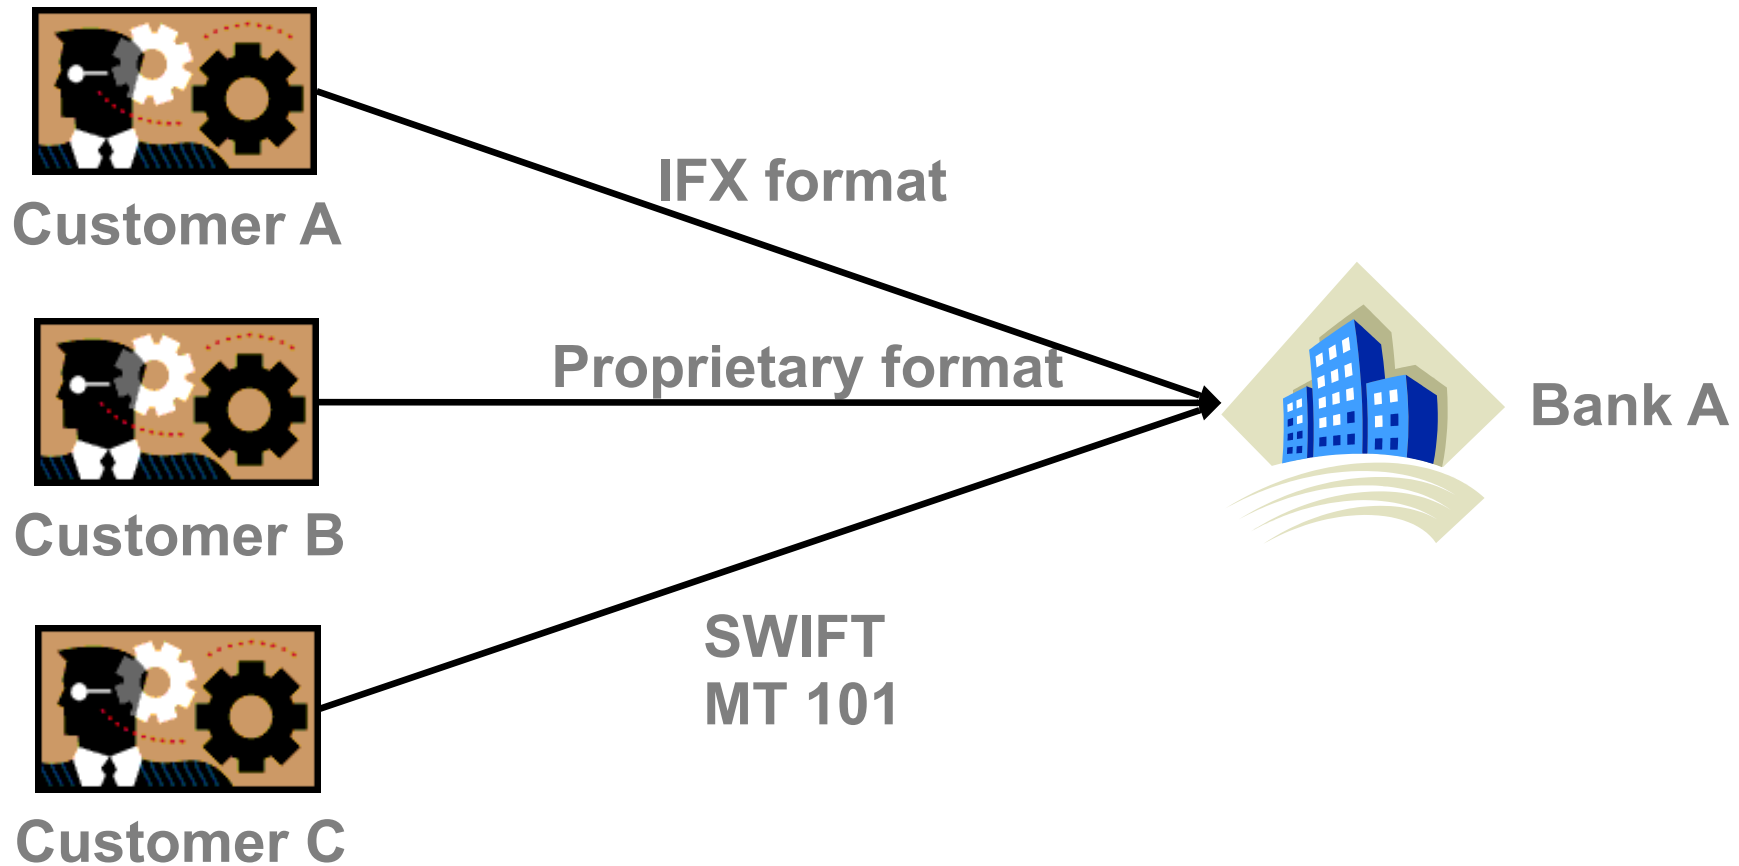 IFX format
Customer A
Proprietary format
Bank A
Customer B
SWIFT
MT 101
Customer C